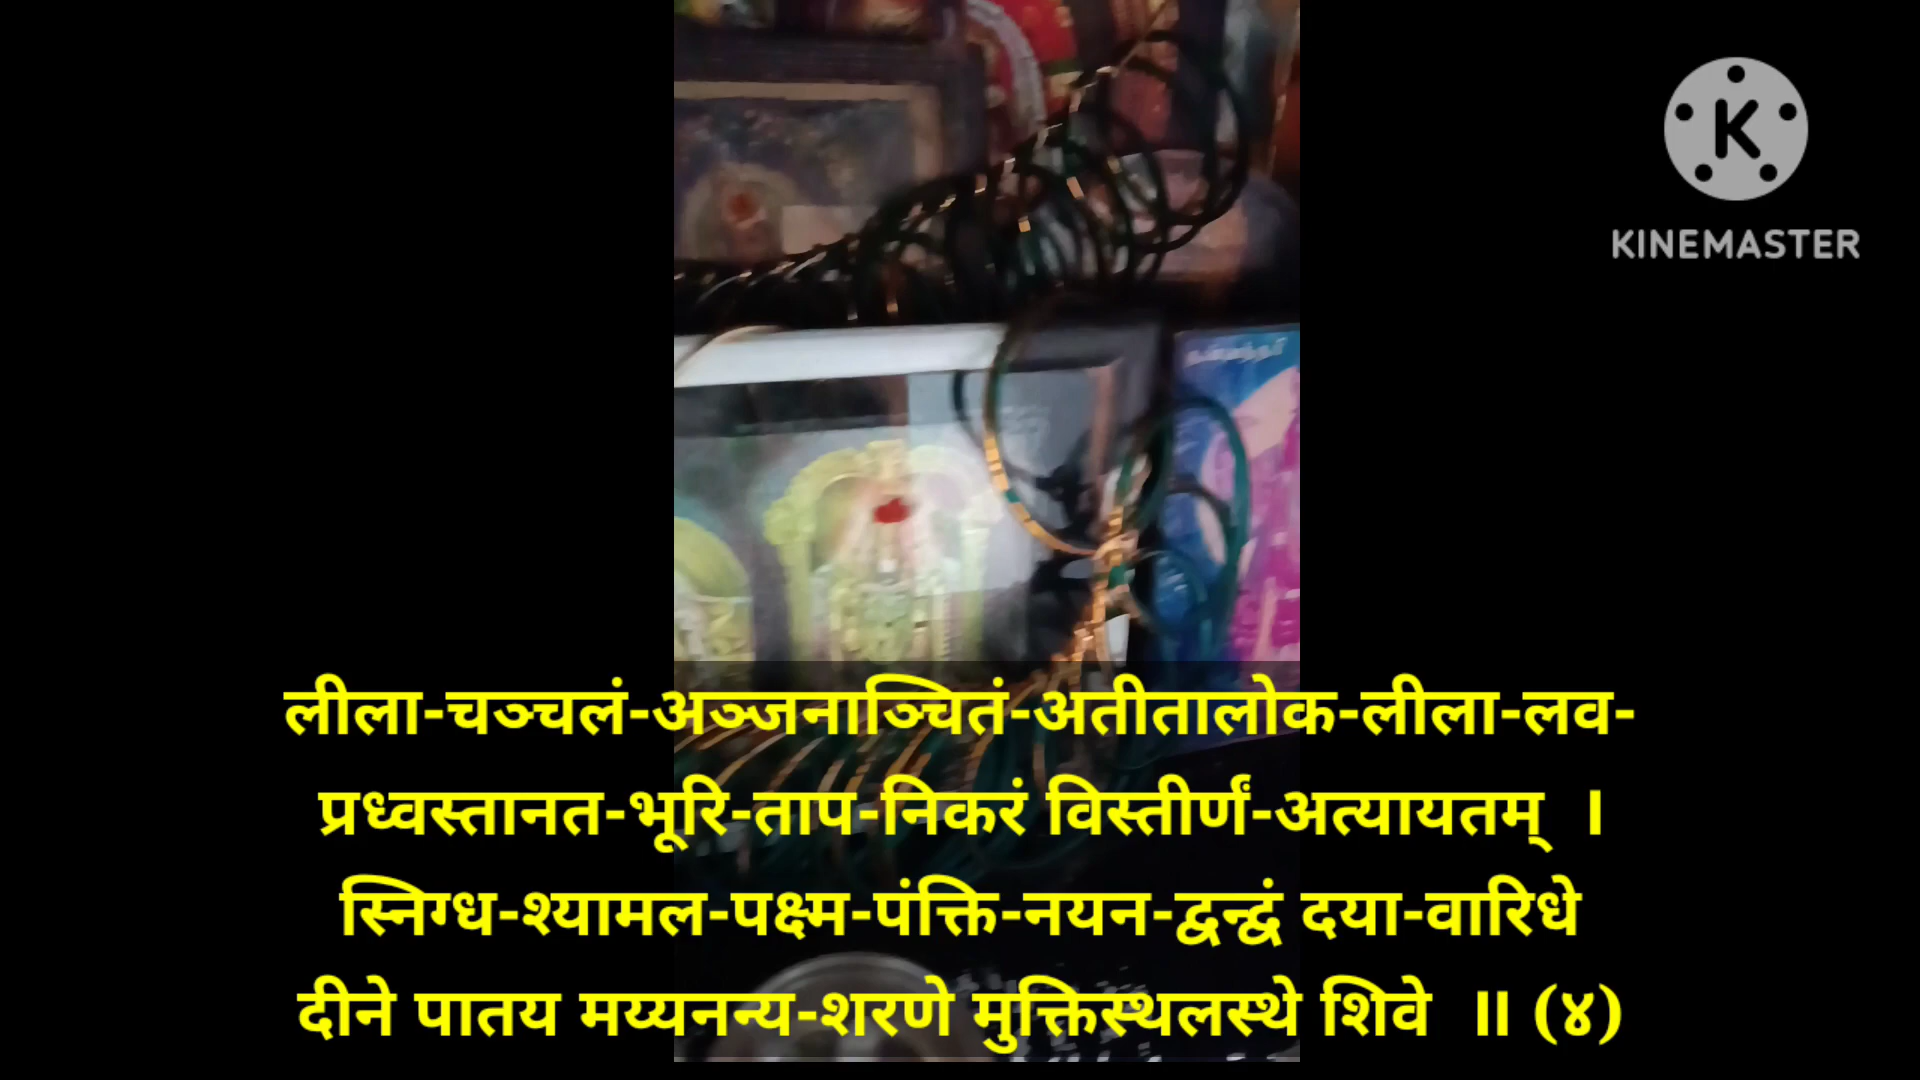 K
KINEMASTER
लीला-चञ्चलं-अञ्जनाञ्चितं-अतीतालोक-लीला-लव-
प्रध्वस्तानत-भूरि-ताप-निकरं विस्तीर्णं-अत्यायतम् ।
स्निग्ध-श्यामल-पक्ष्म-पंक्ति-नयन-द्वन्द्वं दया-वारिधे
दीने पातय मय्यनन्य-शरणे मुक्तिस्थलस्थे शिवे ॥ (४)